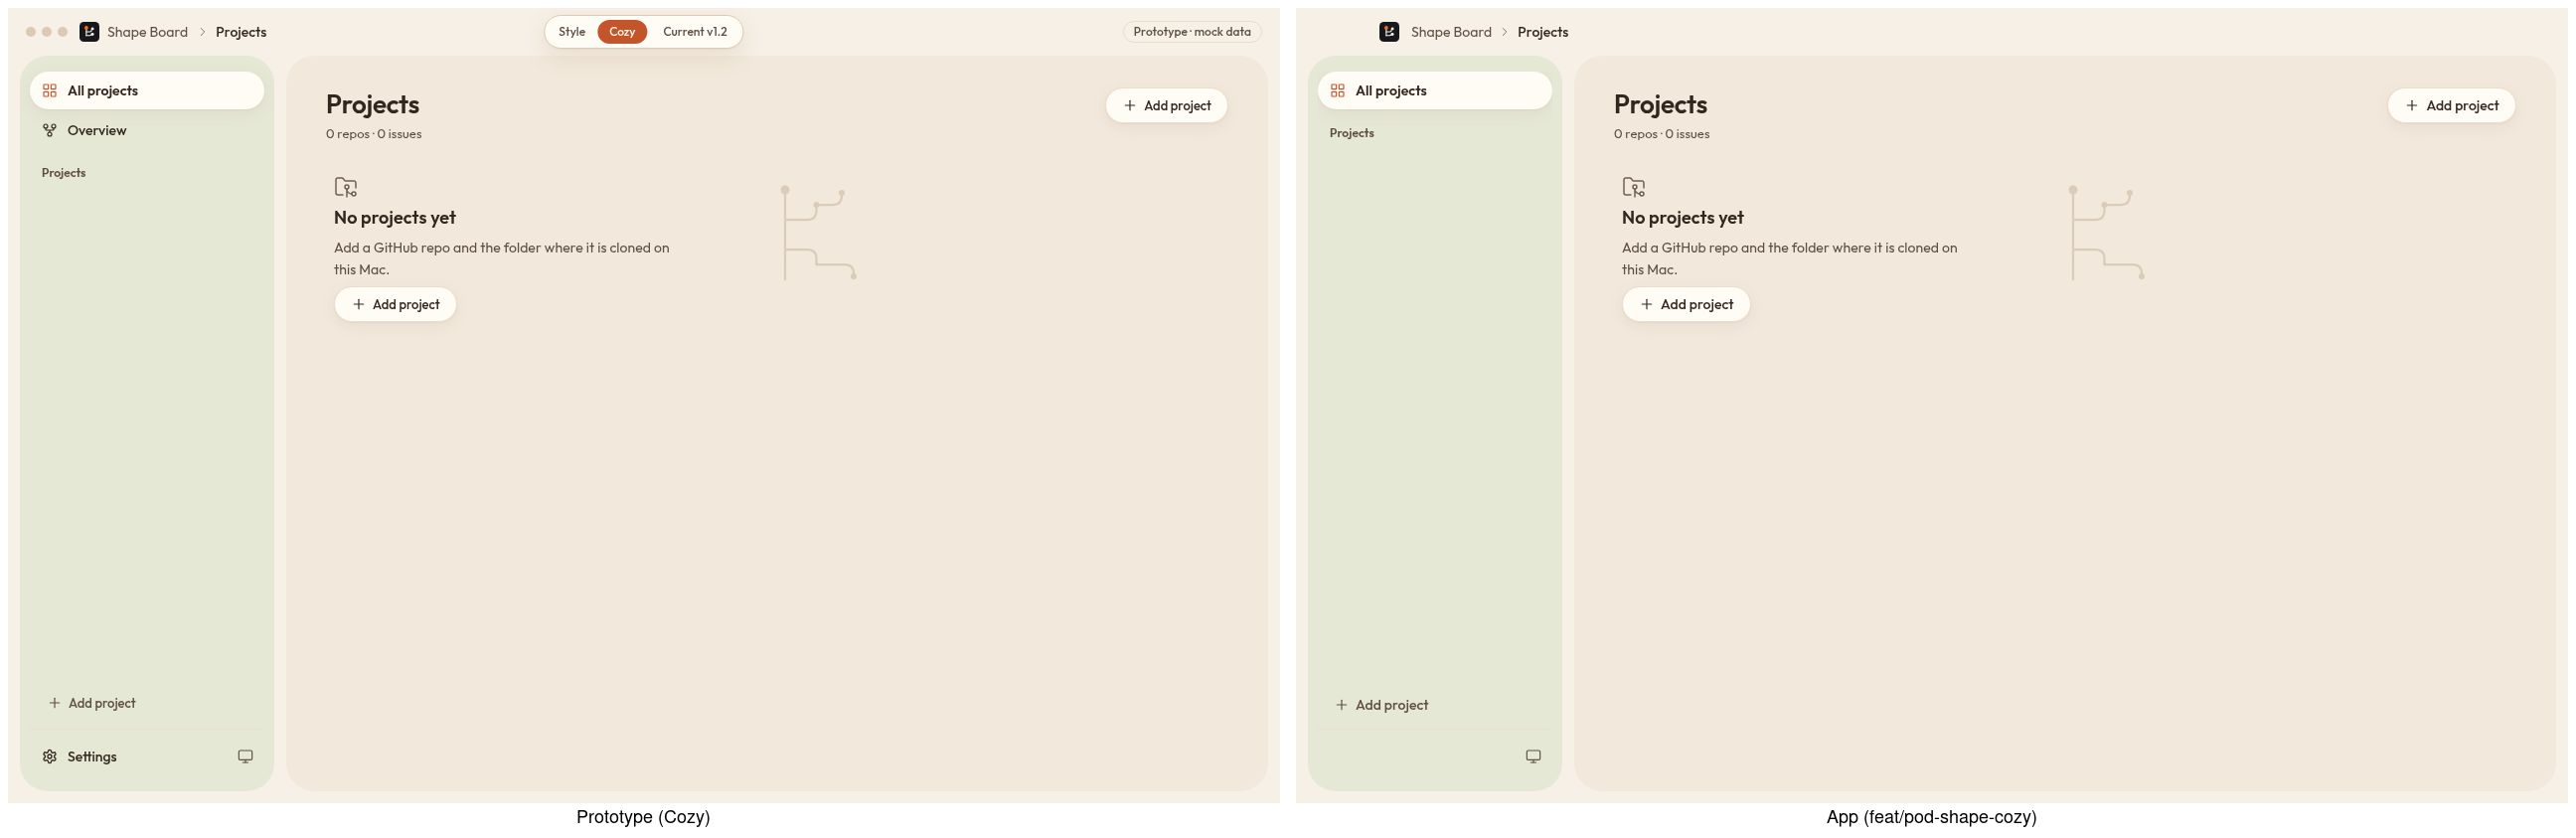 Shape Board > Projects
Style Cozy Current v1.2
Prototype · mock data
All projects
Overview
Projects
Add project
Settings
Projects
0 repos · 0 issues
+ Add project
No projects yet
Add a GitHub repo and the folder where it is cloned on
this Mac.
+ Add project
Prototype (Cozy)
Shape Board > Projects
All projects
Projects
+ Add project
Projects
0 repos · 0 issues
+ Add project
No projects yet
Add a GitHub repo and the folder where it is cloned on
this Mac.
+ Add project
App (feat/pod-shape-cozy)